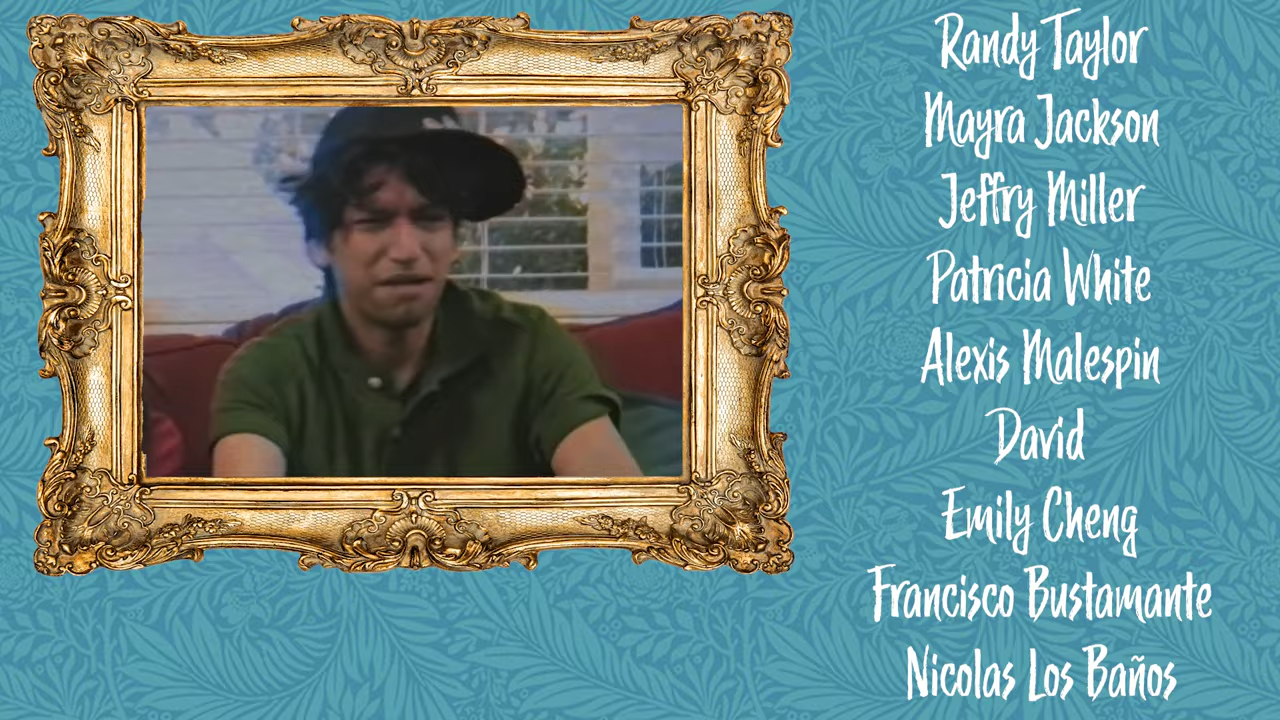 Randy Taylor
Mayra Jackson
Jeffry Miller
Patricia White
Alexis Malespin
David
Emily Cheng
Francisco Bustamante
Nicolas Los Baños